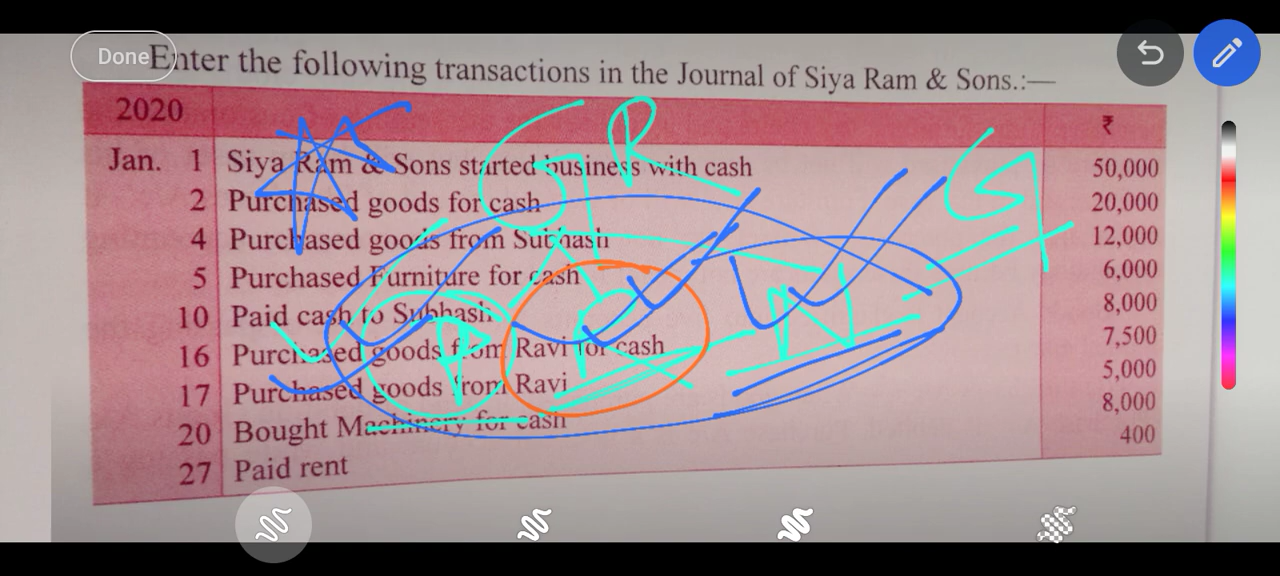 Done
Enter the following transactions in the Journal of Siya Ram & Sons.:—
2020 ₹
Jan. 1 Siya Ram & Sons started business with cash 50,000
2 Purchased goods for cash 20,000
4 Purchased goods from Subhash 12,000
5 Purchased Furniture for cash 6,000
10 Paid cash to Subhash 8,000
16 Purchased goods from Ravi for cash 7,500
17 Purchased goods from Ravi 5,000
20 Bought Machinery for cash 8,000
27 Paid rent 400